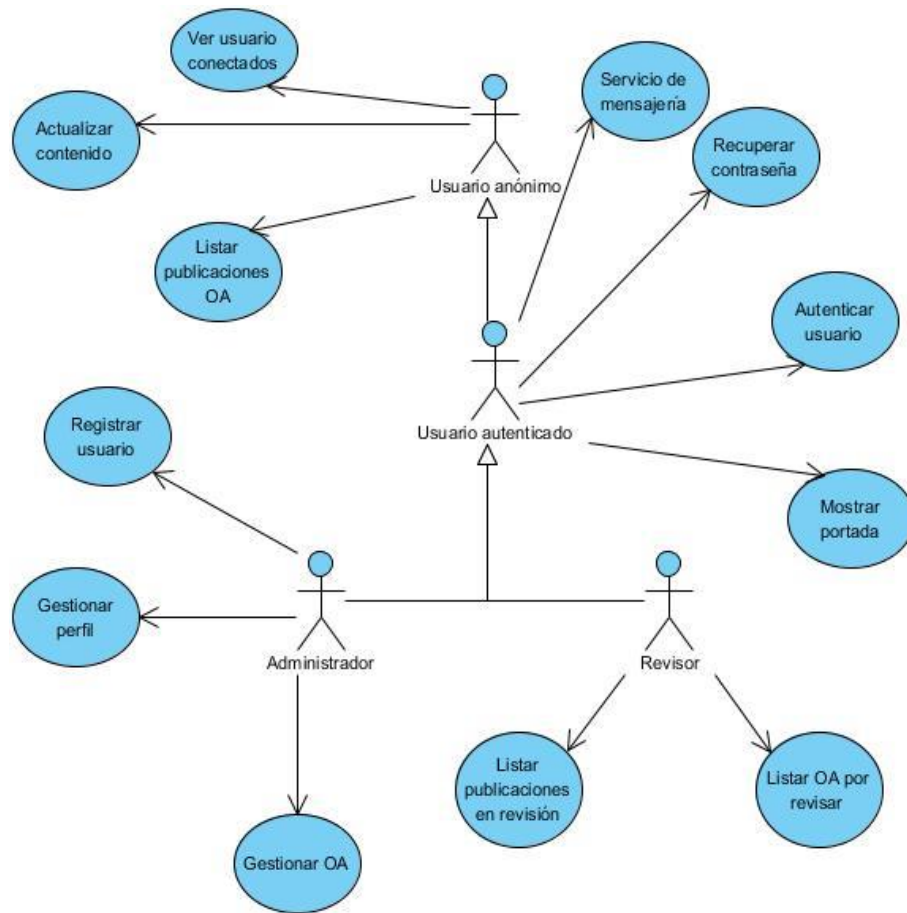 Ver usuario
conectados
Servicio de
mensajería
Actualizar
contenido
Recuperar
contraseña
Usuario anónimo
Listar
publicaciones
OA
Autenticar
usuario
Registrar
usuario
Usuario autenticado
Mostrar
portada
Gestionar
perfil
Administrador
Revisor
Listar
publicaciones
en revisión
Listar OA por
revisar
Gestionar OA